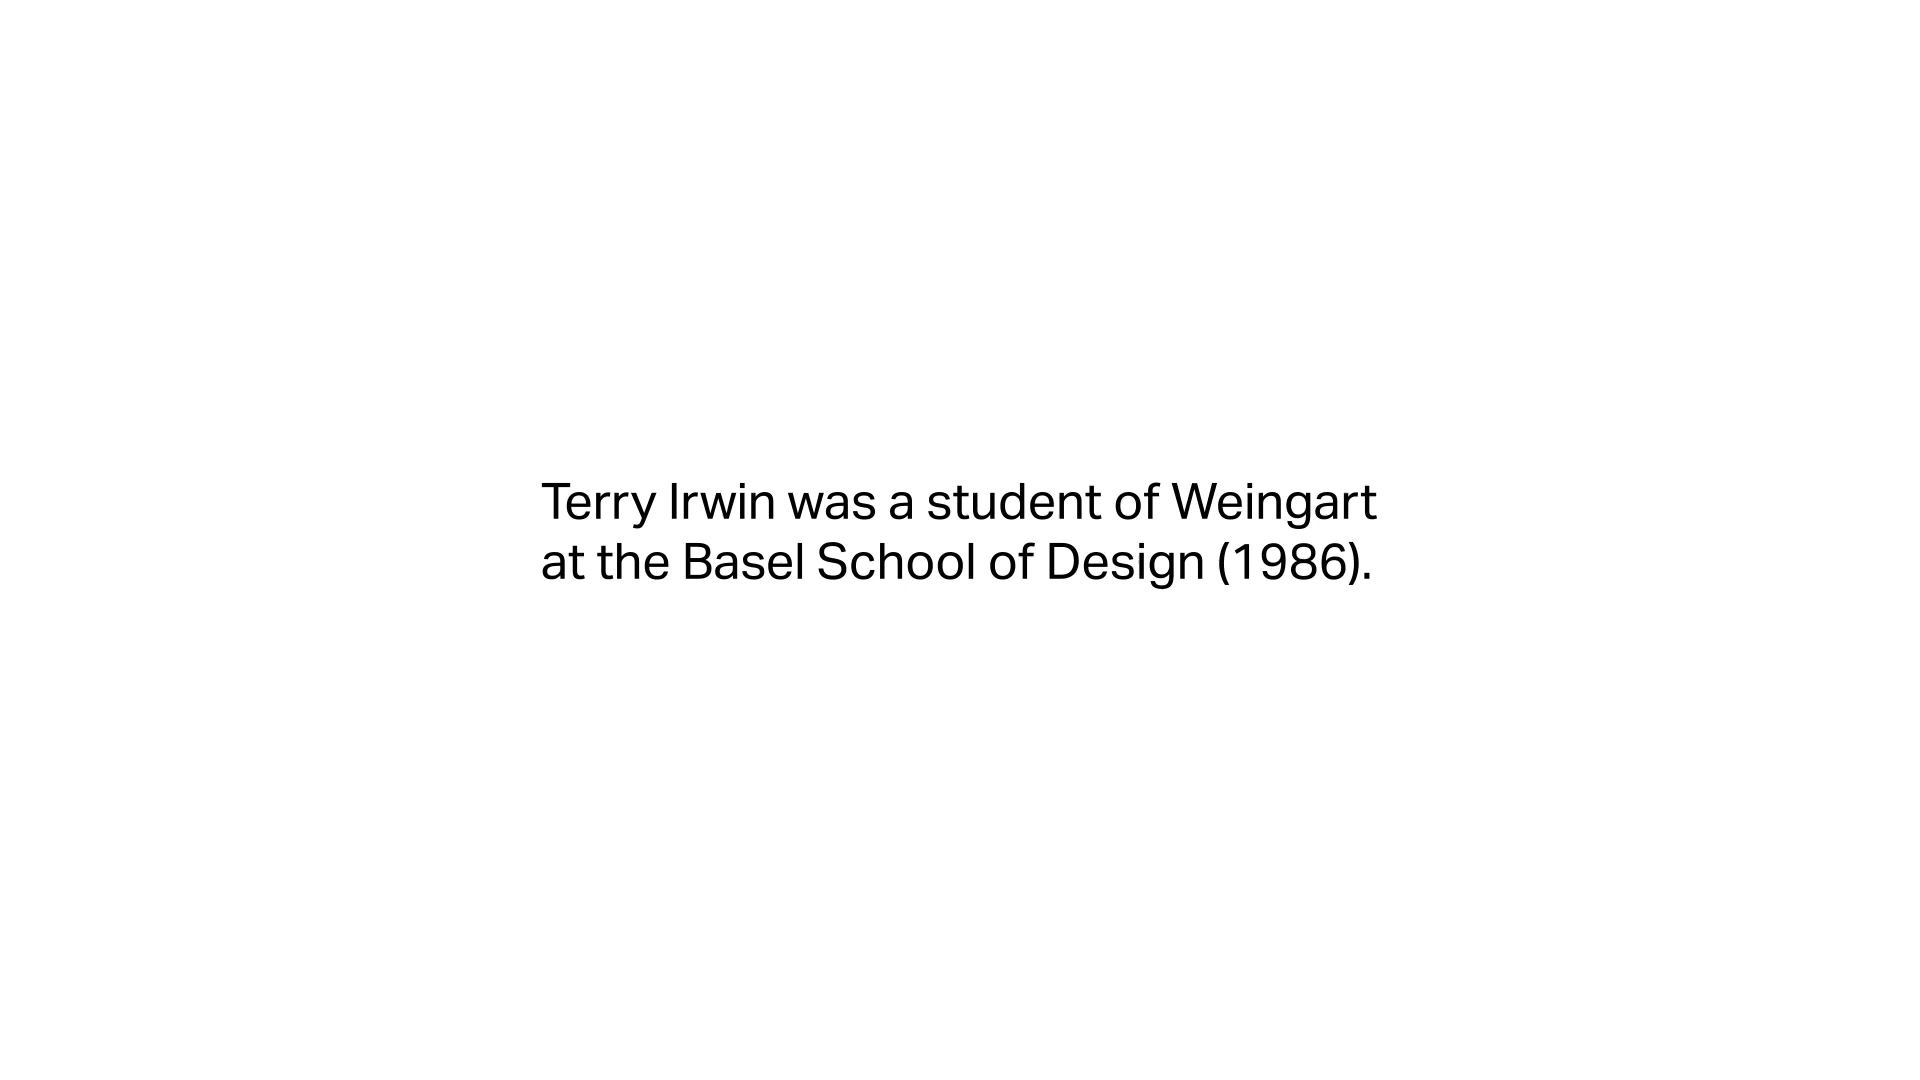 Terry Irwin was a student of Weingart
at the Basel School of Design (1986).